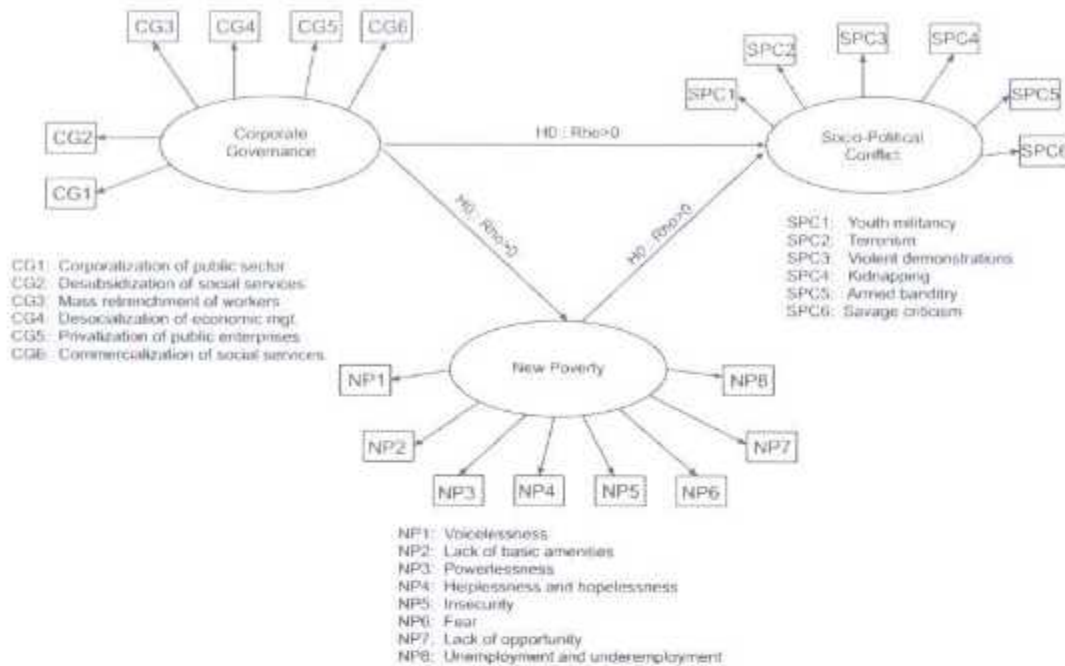 CG3 CG4 CG5 CG6
SPC2 SPC3 SPC4
SPC1 SPC5
CG2 Corporate Governance H0 : Rho>0 Socio-Political Conflict SPC6
CG1
H0 : Rho>0
H0 : Rho>0
CG1: Corporatization of public sector
CG2: Desubsidization of social services
CG3: Mass retrenchment of workers
CG4: Desocialization of economic mgt.
CG5: Privatization of public enterprises
CG6: Commercialization of social services
SPC1: Youth militancy
SPC2: Terrorism
SPC3: Violent demonstrations
SPC4: Kidnapping
SPC5: Armed banditry
SPC6: Savage criticism
New Poverty
NP1 NP8
NP2 NP7
NP3 NP4 NP5 NP6
NP1: Voicelessness
NP2: Lack of basic amenities
NP3: Powerlessness
NP4: Helplessness and hopelessness
NP5: Insecurity
NP6: Fear
NP7: Lack of opportunity
NP8: Unemployment and underemployment